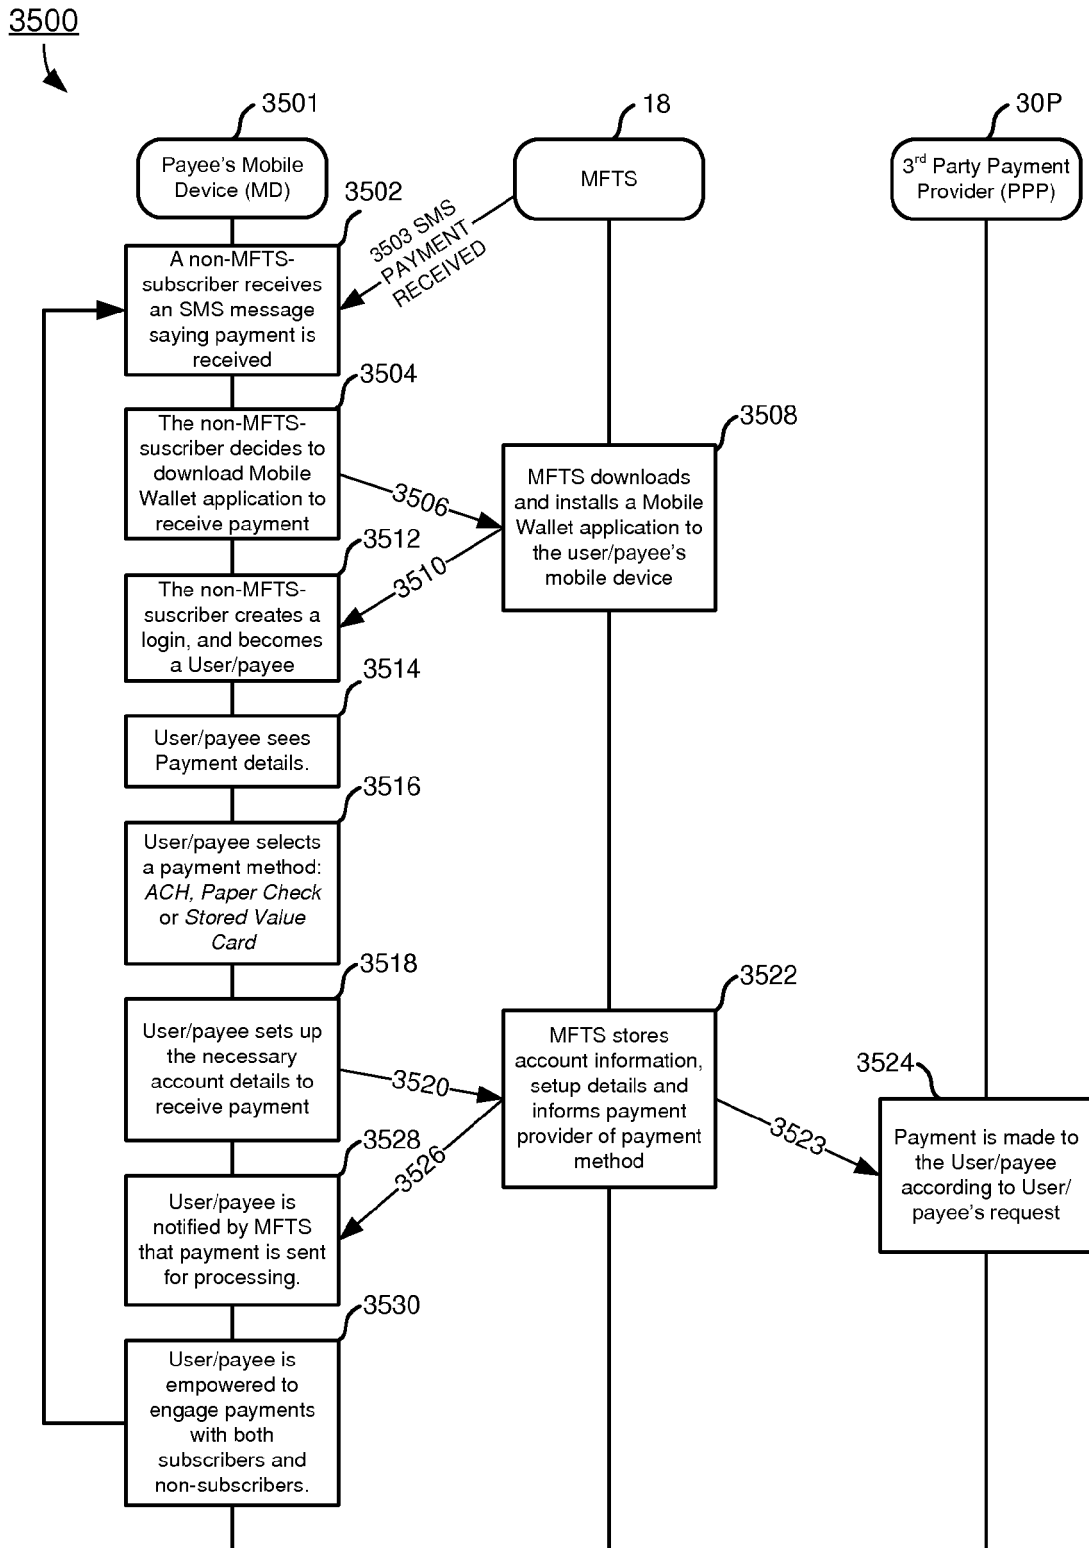 3500
3501
18
30P
Payee's Mobile
Device (MD)
MFTS
3rd Party Payment
Provider (PPP)
3502
3503 SMS
PAYMENT
RECEIVED
A non-MFTS-
subscriber receives
an SMS message
saying payment is
received
3504
The non-MFTS-
suscriber decides to
download Mobile
Wallet application to
receive payment
3506
3508
MFTS downloads
and installs a Mobile
Wallet application to
the user/payee's
mobile device
3510
3512
The non-MFTS-
suscriber creates a
login, and becomes
a User/payee
3514
User/payee sees
Payment details.
3516
User/payee selects
a payment method:
ACH, Paper Check
or Stored Value
Card
3518
User/payee sets up
the necessary
account details to
receive payment
3520
3522
MFTS stores
account information,
setup details and
informs payment
provider of payment
method
3523
3524
Payment is made to
the User/payee
according to User/
payee's request
3526
3528
User/payee is
notified by MFTS
that payment is sent
for processing.
3530
User/payee is
empowered to
engage payments
with both
subscribers and
non-subscribers.